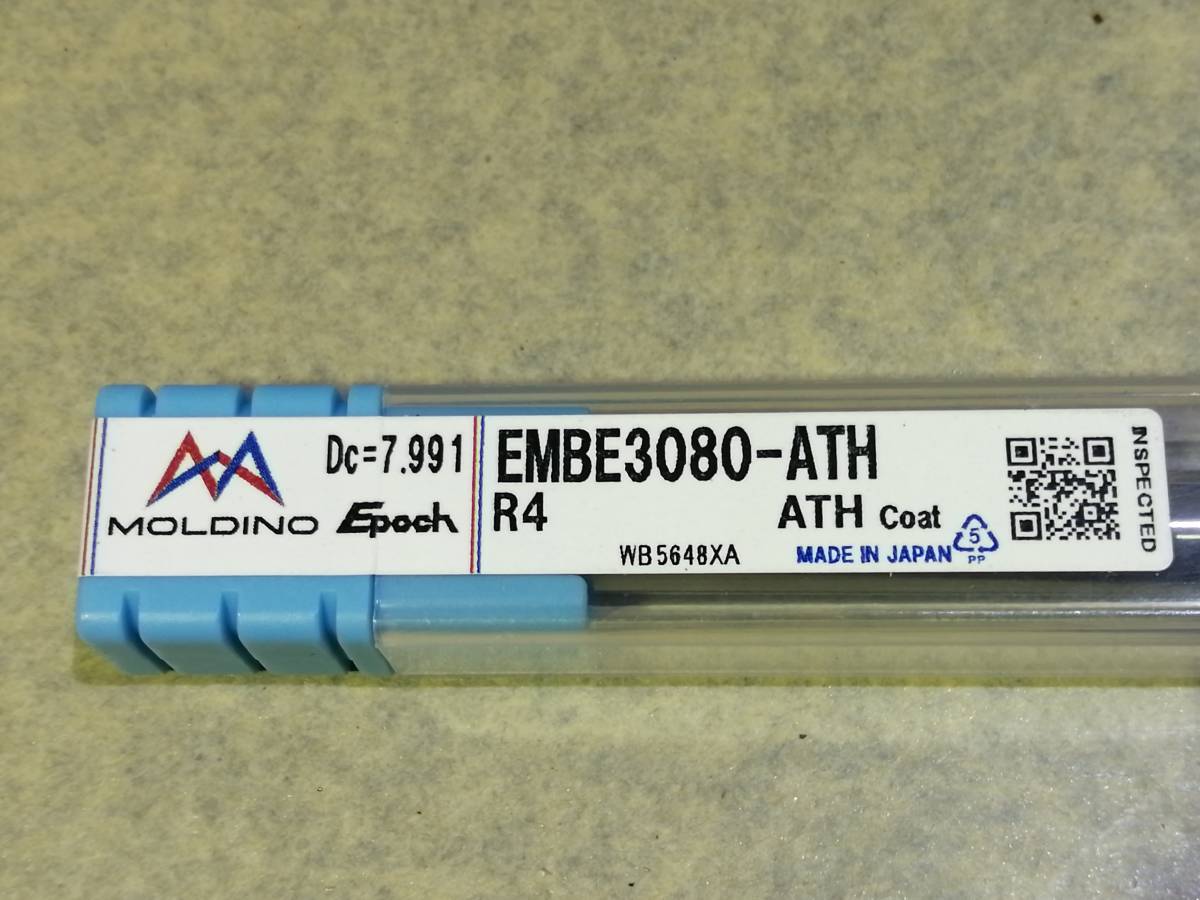 MOLDINO
Dc=7.991
Epoch
EMBE3080-ATH
R4
ATH Coat
WB5648XA
MADE IN JAPAN
5
PP
INSPECTED